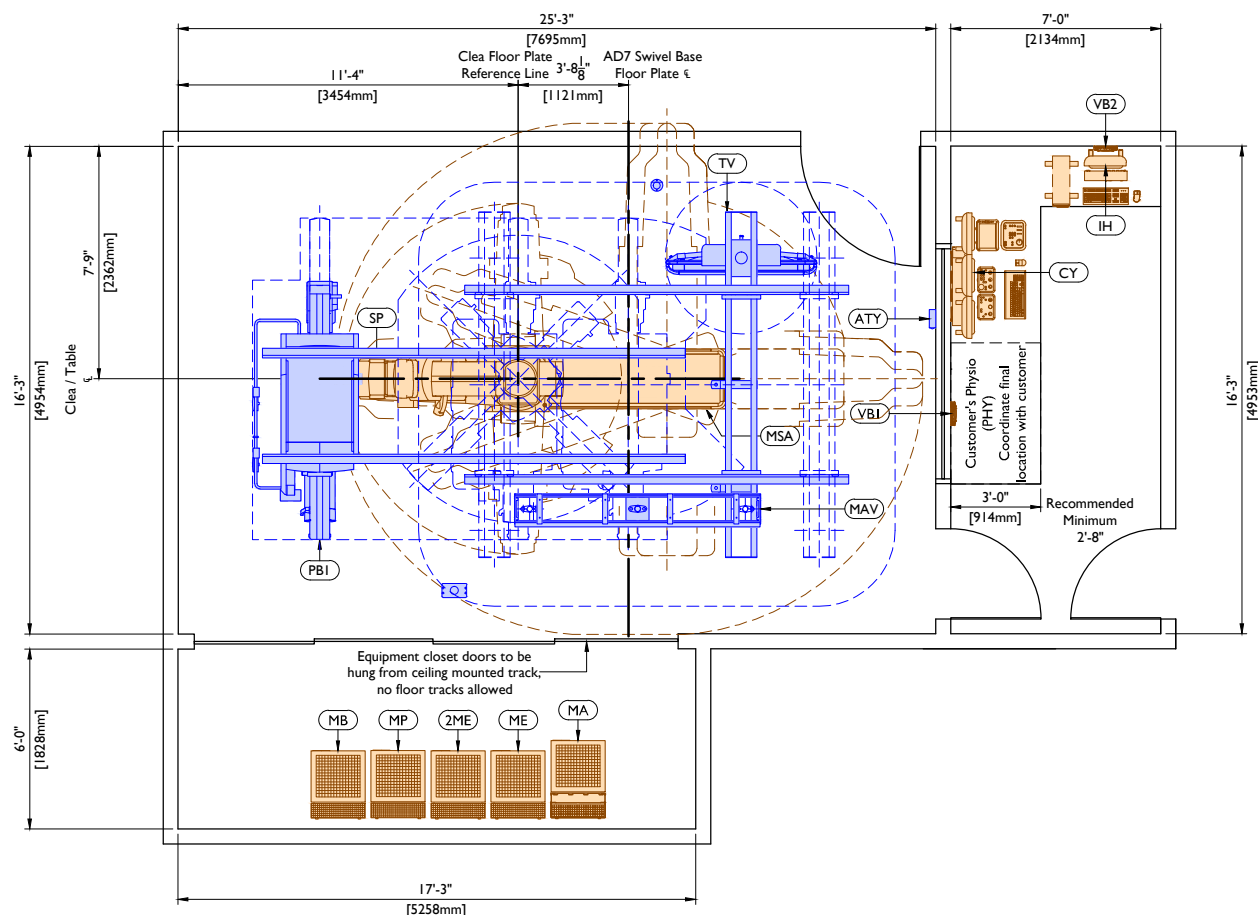 25'-3"
[7695mm]
7'-0"
[2134mm]
Clea Floor Plate
Reference Line
3'-8 1/8"
[1121mm]
AD7 Swivel Base
Floor Plate ℄
11'-4"
[3454mm]
VB2
TV
IH
CY
SP
ATY
7'-9"
[2362mm]
16'-3"
[4954mm]
Clea / Table
℄
16'-3"
[4953mm]
VB1
Customer's Physio
(PHY)
Coordinate final
location with customer
MSA
MAV
3'-0"
[914mm]
Recommended
Minimum
2'-8"
PB1
Equipment closet doors to be
hung from ceiling mounted track,
no floor tracks allowed
MB
MP
2ME
ME
MA
6'-0"
[1828mm]
17'-3"
[5258mm]